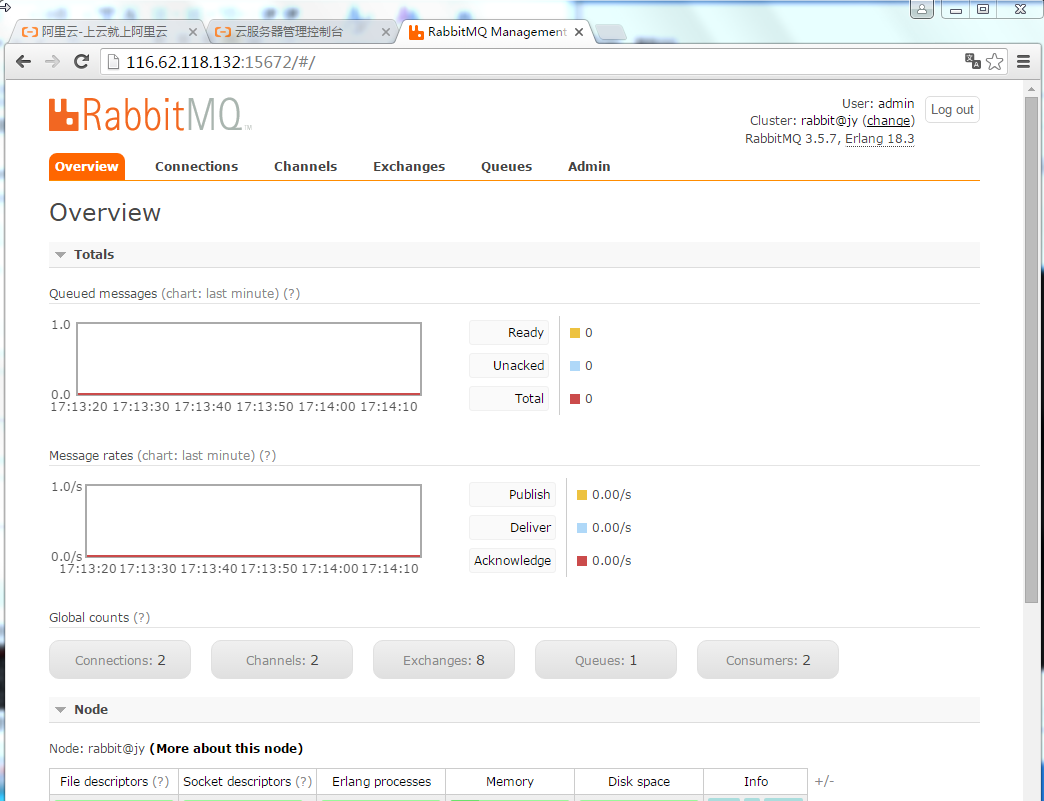 阿里云-上云就上阿里云
云服务器管理控制台
RabbitMQ Management
116.62.118.132:15672/#/
RabbitMQ™
User: admin
Log out
Cluster: rabbit@jy (change)
RabbitMQ 3.5.7, Erlang 18.3
Overview Connections Channels Exchanges Queues Admin
Overview
Totals
Queued messages (chart: last minute) (?)
1.0
0.0
17:13:20 17:13:30 17:13:40 17:13:50 17:14:00 17:14:10
Ready 0
Unacked 0
Total 0
Message rates (chart: last minute) (?)
1.0/s
0.0/s
17:13:20 17:13:30 17:13:40 17:13:50 17:14:00 17:14:10
Publish 0.00/s
Deliver 0.00/s
Acknowledge 0.00/s
Global counts (?)
Connections: 2 Channels: 2 Exchanges: 8 Queues: 1 Consumers: 2
Node
Node: rabbit@jy (More about this node)
File descriptors (?) Socket descriptors (?) Erlang processes Memory Disk space Info +/-